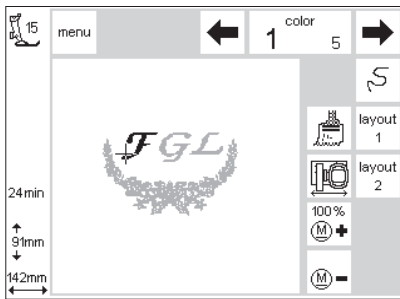 15
menu
color
1 5
FGL
layout
1
layout
2
24min
100%
M +
91mm
M -
142mm